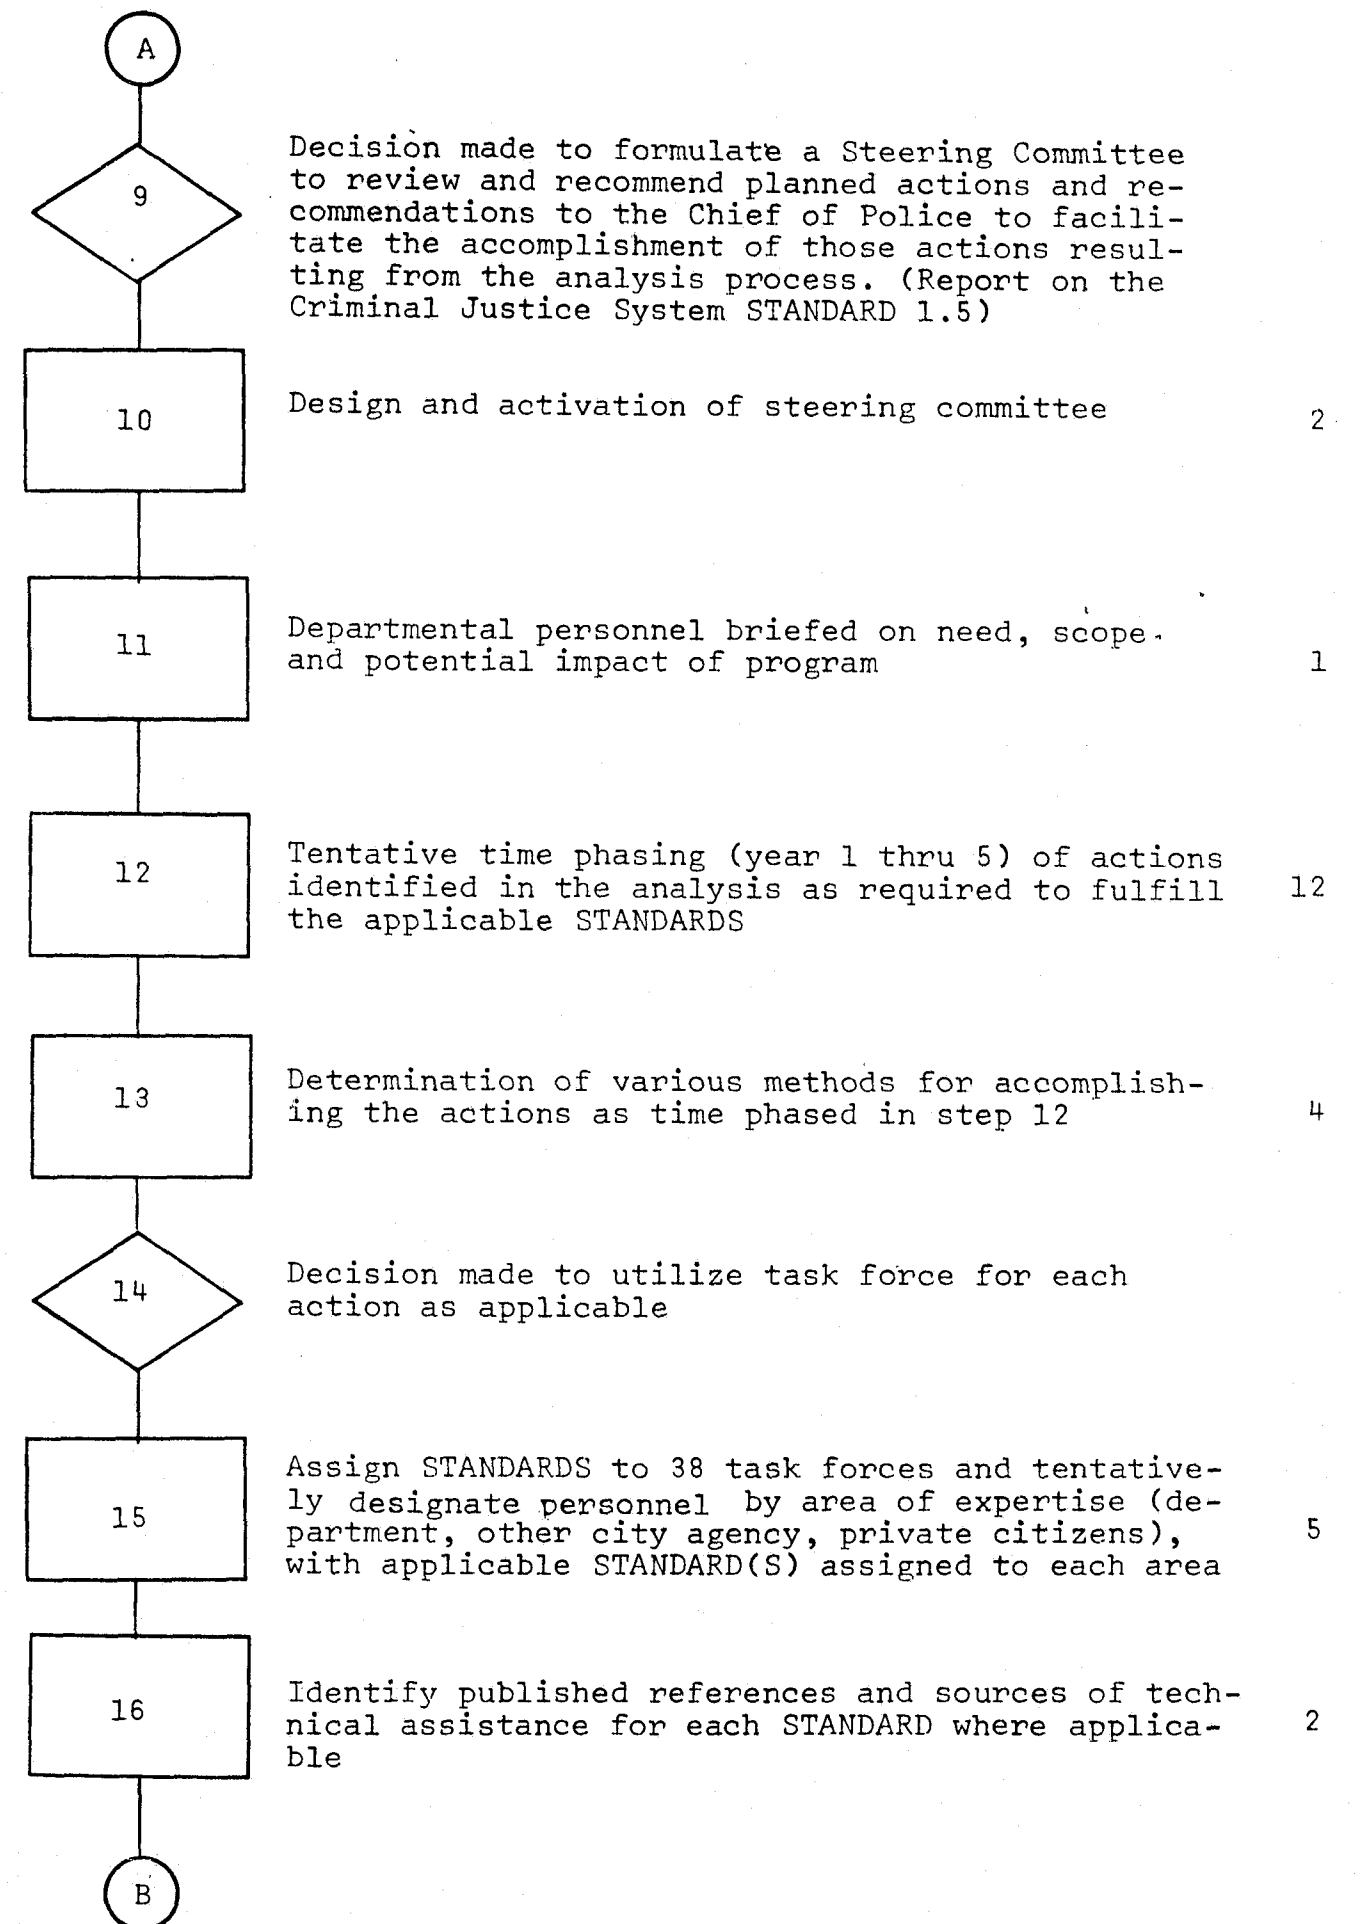 A
9
Decision made to formulate a Steering Committee
to review and recommend planned actions and re-
commendations to the Chief of Police to facili-
tate the accomplishment of those actions resul-
ting from the analysis process. (Report on the
Criminal Justice System STANDARD 1.5)
10
Design and activation of steering committee
2
11
Departmental personnel briefed on need, scope
and potential impact of program
1
12
Tentative time phasing (year 1 thru 5) of actions
identified in the analysis as required to fulfill
the applicable STANDARDS
12
13
Determination of various methods for accomplish-
ing the actions as time phased in step 12
4
14
Decision made to utilize task force for each
action as applicable
15
Assign STANDARDS to 38 task forces and tentative-
ly designate personnel by area of expertise (de-
partment, other city agency, private citizens),
with applicable STANDARD(S) assigned to each area
5
16
Identify published references and sources of tech-
nical assistance for each STANDARD where applica-
ble
2
B